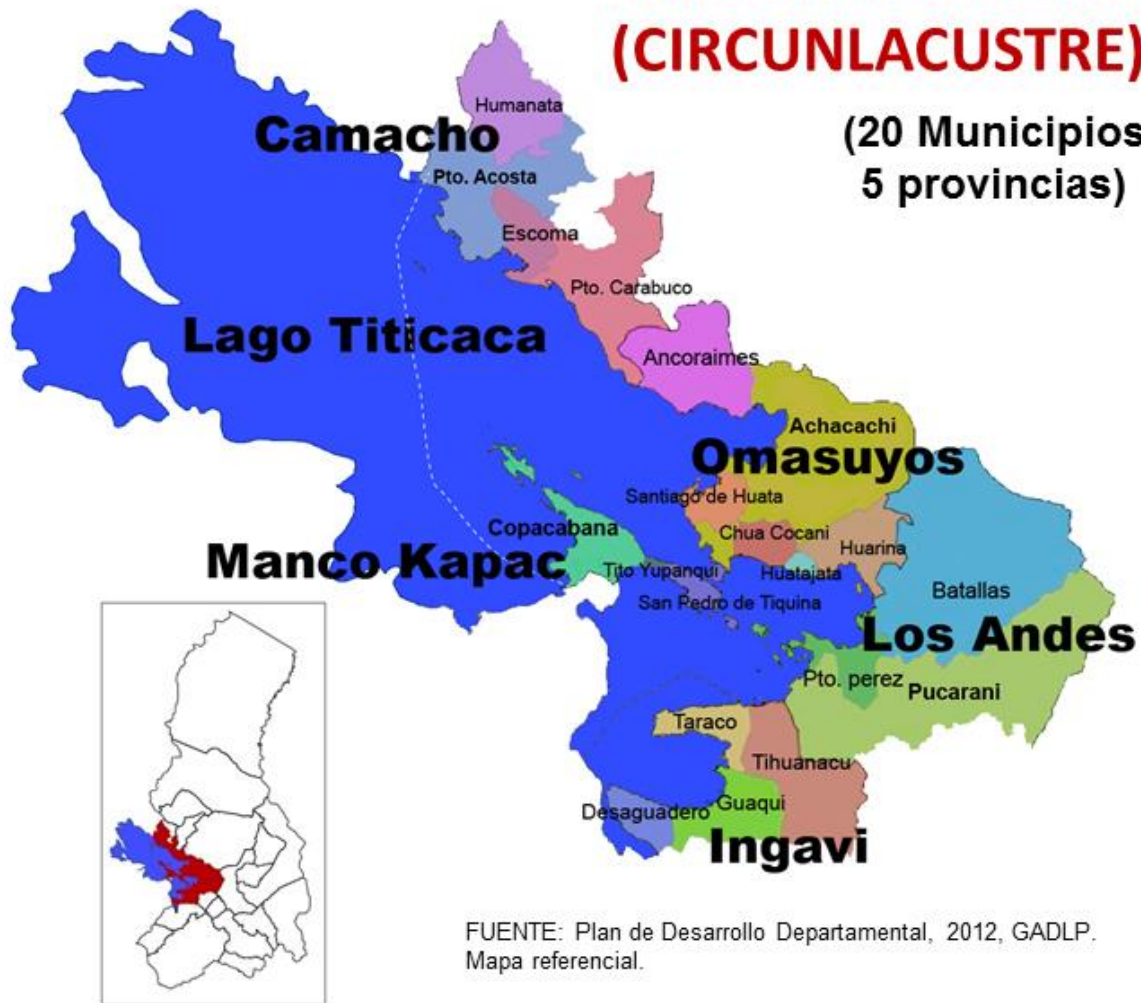 (CIRCUNLACUSTRE)
(20 Municipios
5 provincias)
Humanata
Camacho
Pto. Acosta
Escoma
Pto. Carabuco
Lago Titicaca
Ancoraimes
Achacachi
Omasuyos
Santiago de Huata
Copacabana
Chua Cocani
Huarina
Manco Kapac
Tito Yupanqui
Huatajata
Batallas
San Pedro de Tiquina
Los Andes
Pto. perez
Pucarani
Taraco
Tihuanacu
Desaguadero
Guaqui
Ingavi
FUENTE: Plan de Desarrollo Departamental, 2012, GADLP.
Mapa referencial.